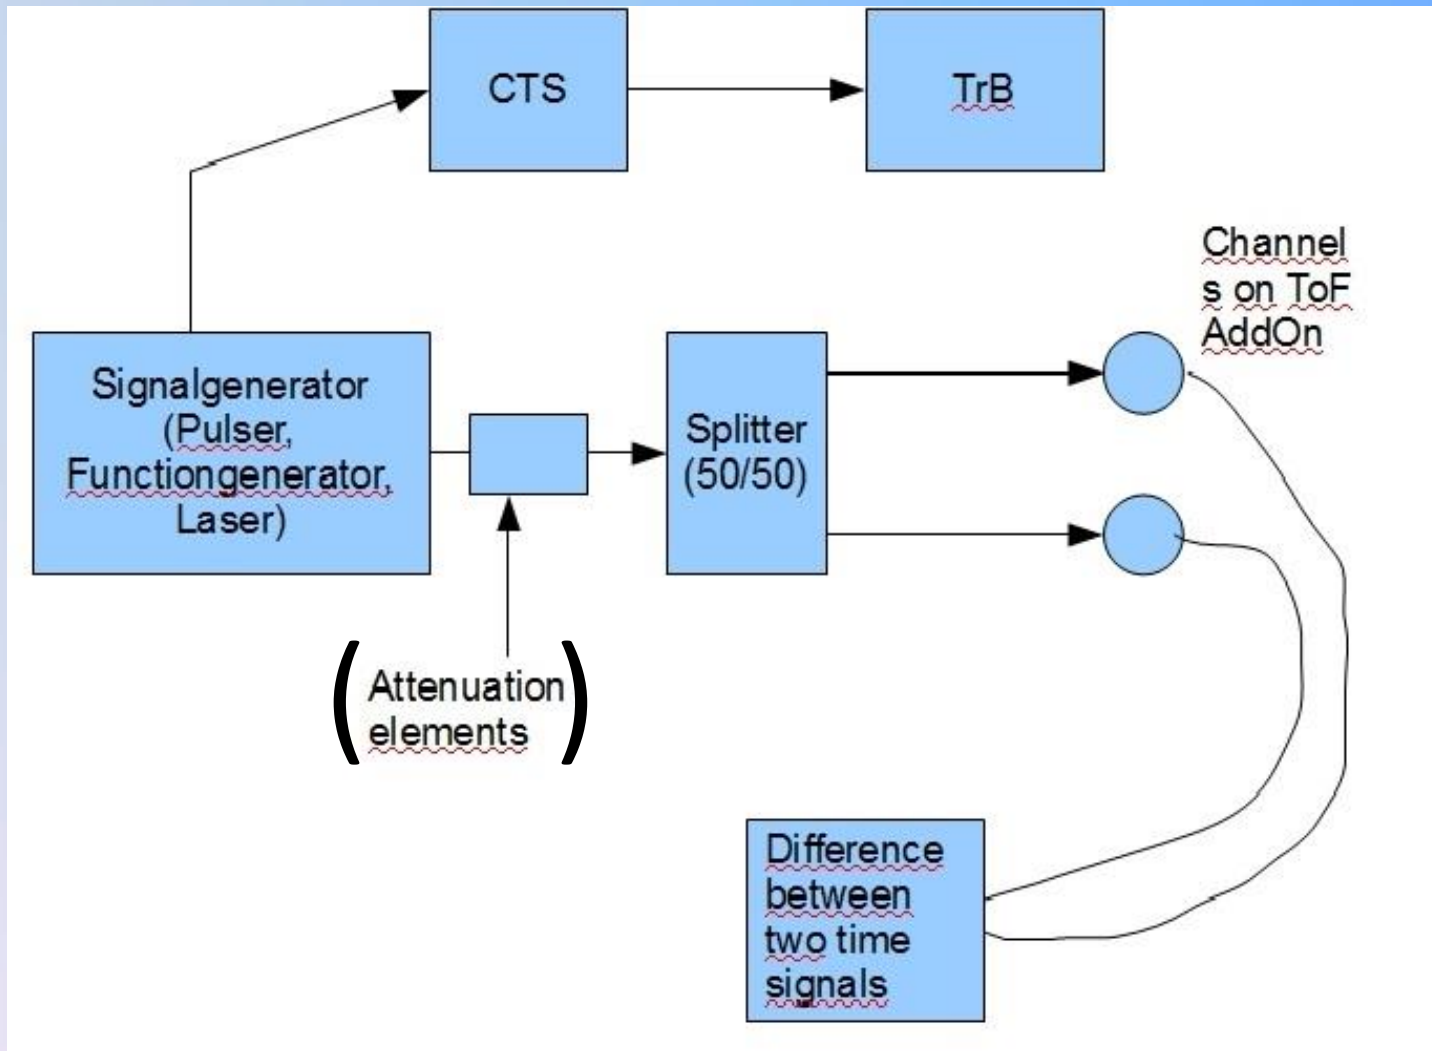 CTS
TrB
Channel
s on ToF
AddOn
Signalgenerator
(Pulser,
Functiongenerator,
Laser)
Splitter
(50/50)
(Attenuation
elements)
Difference
between
two time
signals